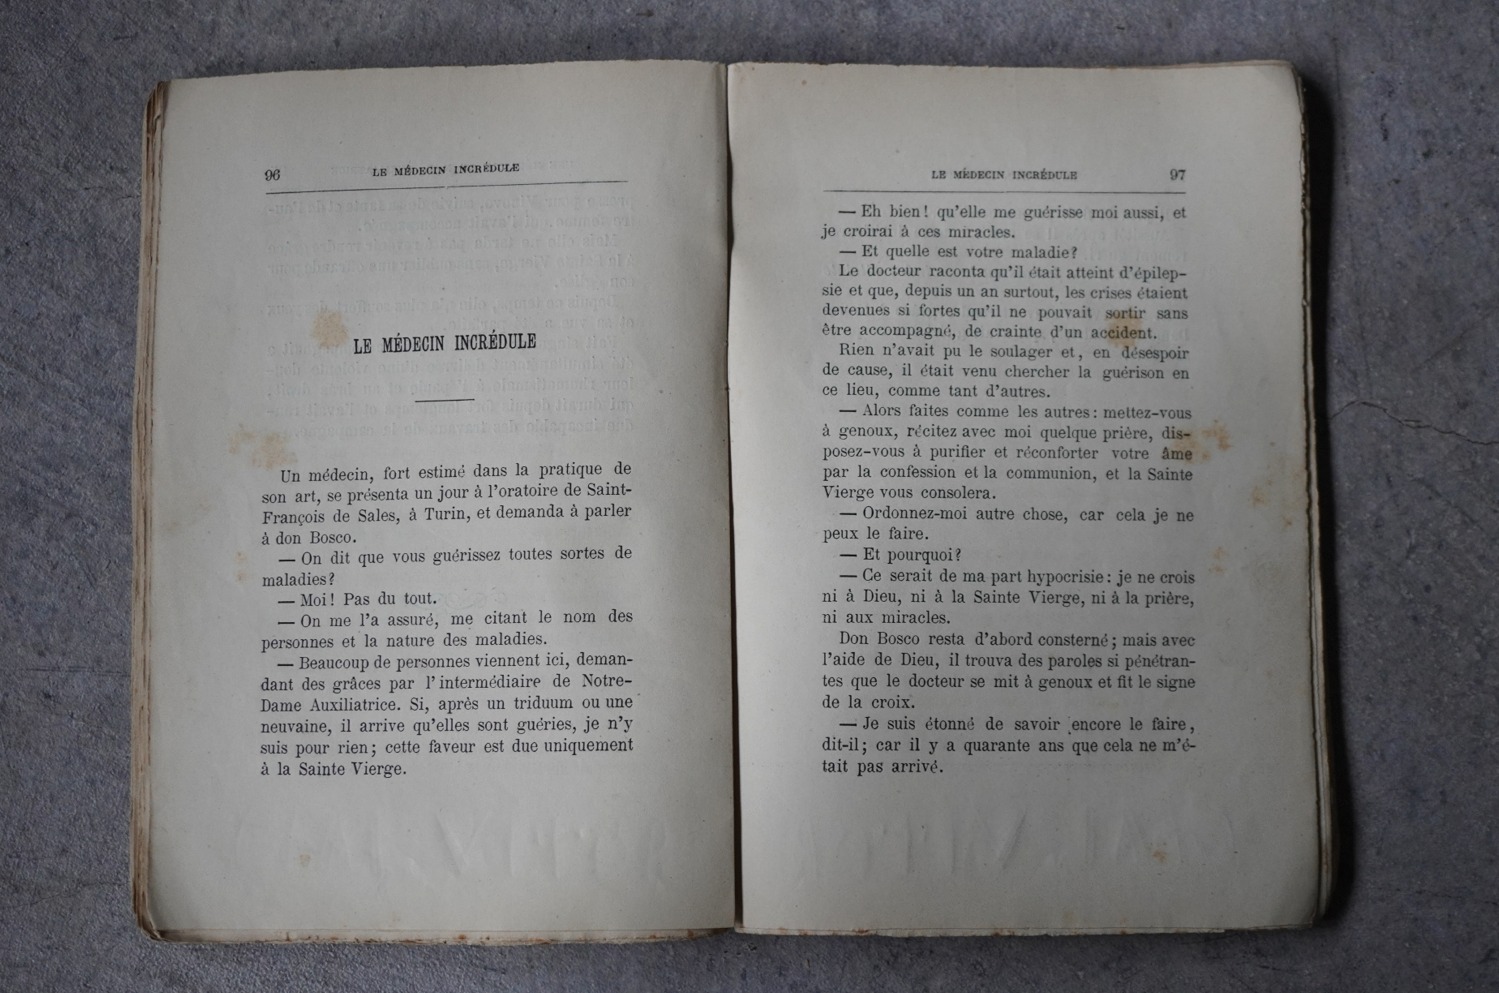 96
LE MÉDECIN INCRÉDULE
LE MÉDECIN INCRÉDULE
Un médecin, fort estimé dans la pratique de
son art, se présenta un jour à l'oratoire de Saint-
François de Sales, à Turin, et demanda à parler
à don Bosco.
— On dit que vous guérissez toutes sortes de
maladies?
— Moi! Pas du tout.
— On me l'a assuré, me citant le nom des
personnes et la nature des maladies.
— Beaucoup de personnes viennent ici, deman-
dant des grâces par l'intermédiaire de Notre-
Dame Auxiliatrice. Si, après un triduum ou une
neuvaine, il arrive qu'elles sont guéries, je n'y
suis pour rien; cette faveur est due uniquement
à la Sainte Vierge.
LE MÉDECIN INCRÉDULE
97
— Eh bien! qu'elle me guérisse moi aussi, et
je croirai à ces miracles.
— Et quelle est votre maladie?
Le docteur raconta qu'il était atteint d'épilep-
sie et que, depuis un an surtout, les crises étaient
devenues si fortes qu'il ne pouvait sortir sans
être accompagné, de crainte d'un accident.
Rien n'avait pu le soulager et, en désespoir
de cause, il était venu chercher la guérison en
ce lieu, comme tant d'autres.
— Alors faites comme les autres: mettez-vous
à genoux, récitez avec moi quelque prière, dis-
posez-vous à purifier et réconforter votre âme
par la confession et la communion, et la Sainte
Vierge vous consolera.
— Ordonnez-moi autre chose, car cela je ne
peux le faire.
— Et pourquoi?
— Ce serait de ma part hypocrisie: je ne crois
ni à Dieu, ni à la Sainte Vierge, ni à la prière,
ni aux miracles.
Don Bosco resta d'abord consterné; mais avec
l'aide de Dieu, il trouva des paroles si pénétran-
tes que le docteur se mit à genoux et fit le signe
de la croix.
— Je suis étonné de savoir encore le faire,
dit-il; car il y a quarante ans que cela ne m'é-
tait pas arrivé.